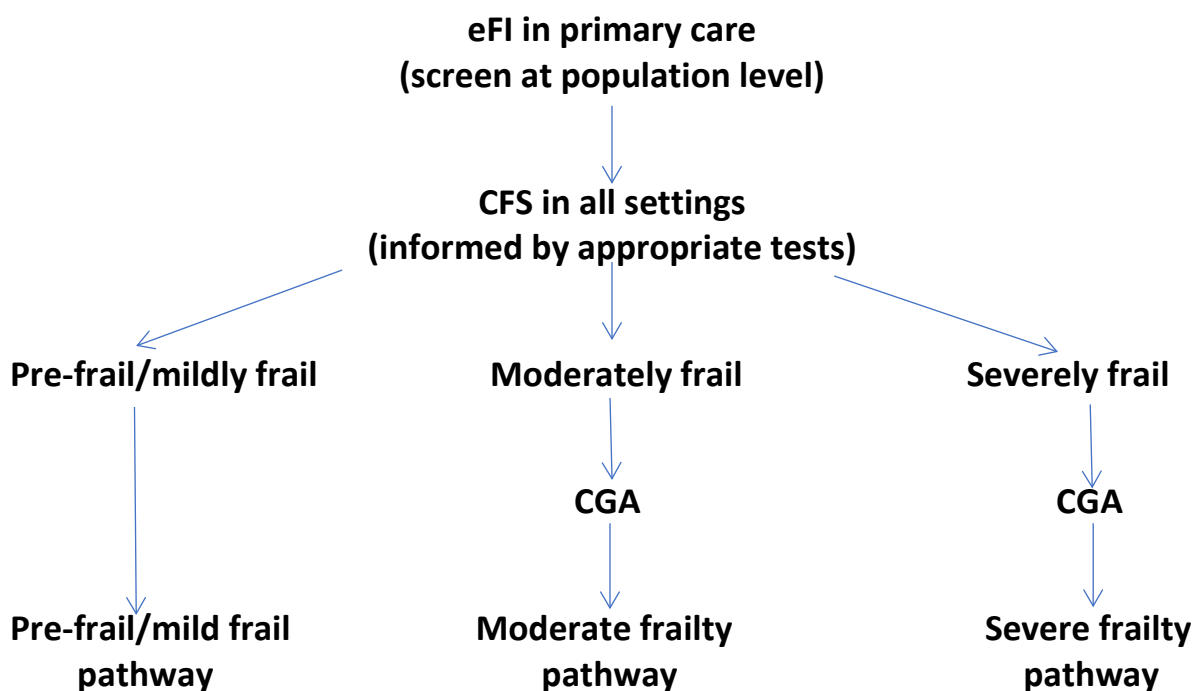 eFI in primary care
(screen at population level)
CFS in all settings
(informed by appropriate tests)
Pre-frail/mildly frail
Moderately frail
Severely frail
CGA
CGA
Pre-frail/mild frail
pathway
Moderate frailty
pathway
Severe frailty
pathway